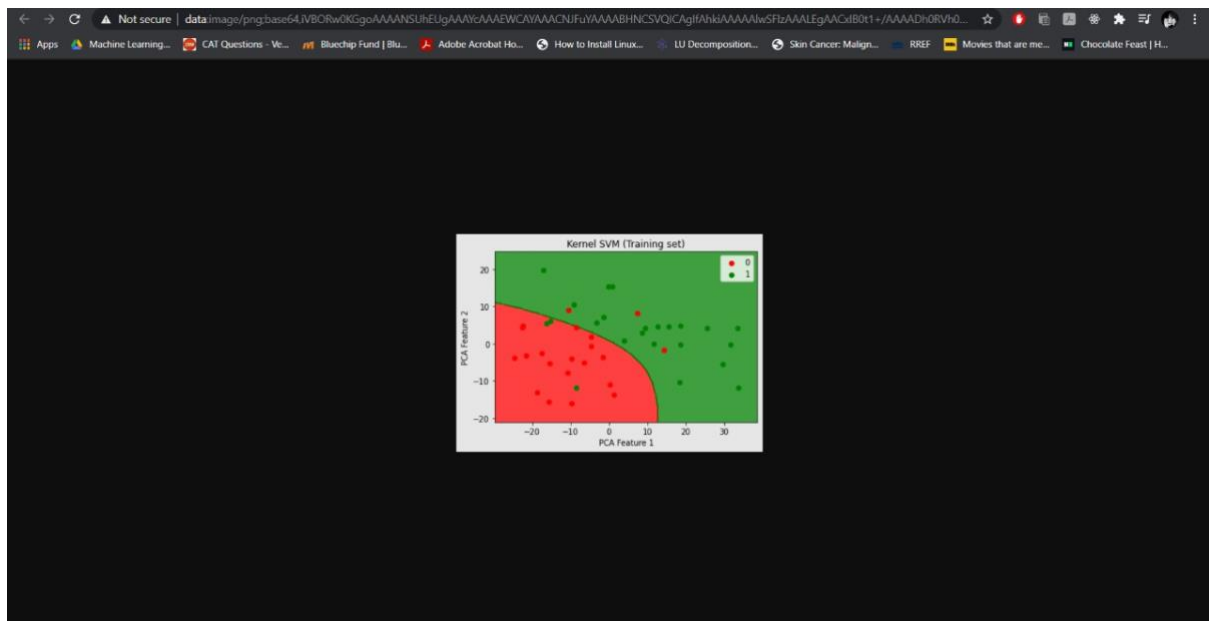 Not secure | data:image/png;base64,iVBORw0KGgoAAAANSUhEUgAAAYcAAAEWCAYAAACNJFuYAAAABHNCSVQICAgIfAhkiAAAAAlwSFlzAAALEgAACxIB0t1+/AAAADh0RVh0...
Apps Machine Learning... CAT Questions - Ve... Bluechip Fund | Blu... Adobe Acrobat Ho... How to Install Linux... LU Decomposition... Skin Cancer: Malign... RREF Movies that are me... Chocolate Feast | H...
Kernel SVM (Training set)
0
1
20
10
0
−10
−20
PCA Feature 2
−20 −10 0 10 20 30
PCA Feature 1